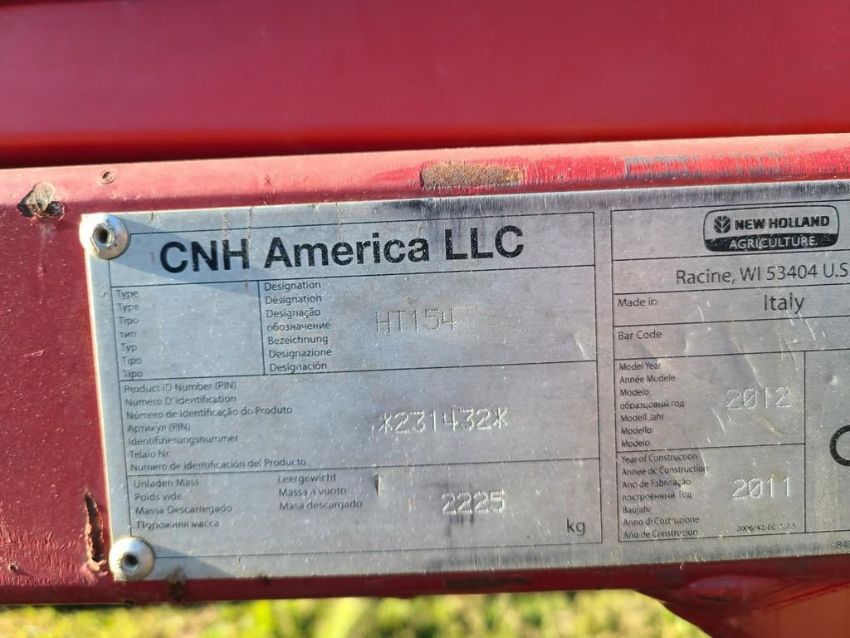 CNH America LLC
NEW HOLLAND
AGRICULTURE
Racine, WI 53404 U.S
Made in
Italy
Bar Code
Type
Type
Tipo
тип
Typ
Tipo
Tipo
Designation
Désignation
Designação
обозначение
Bezeichnung
Designazione
Designación
HT154
Product ID Number (PIN)
Numero D'identification
Número de identificação do Produto
Артикул (PIN)
Identifizierungsnummer
Telaio Nr.
Numero de identificación del Producto
*231432*
Model Year
Année Modele
Modelo
образцовый год
Modell Jahr
Modello
Modelo
2012
Unladen Mass
Poids vide
Massa Descarregado
Порожняя масса
Leergewicht
Massa a vuoto
Masa descargado
2225
kg
Year of Construction
Année de Construction
Ano de Fabricação
построенный Год
Baujahr
Anno di Costruzione
Año de Construcion
2011